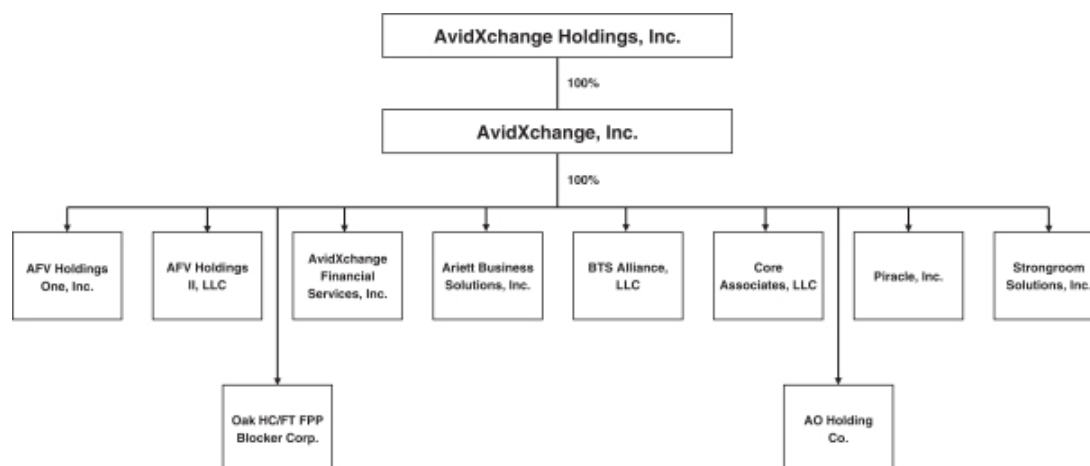 AvidXchange Holdings, Inc.
100%
AvidXchange, Inc.
100%
AFV Holdings
One, Inc.
AFV Holdings
II, LLC
AvidXchange
Financial
Services, Inc.
Ariett Business
Solutions, Inc.
BTS Alliance,
LLC
Core
Associates, LLC
Piracle, Inc.
Strongroom
Solutions, Inc.
Oak HC/FT FPP
Blocker Corp.
AO Holding
Co.